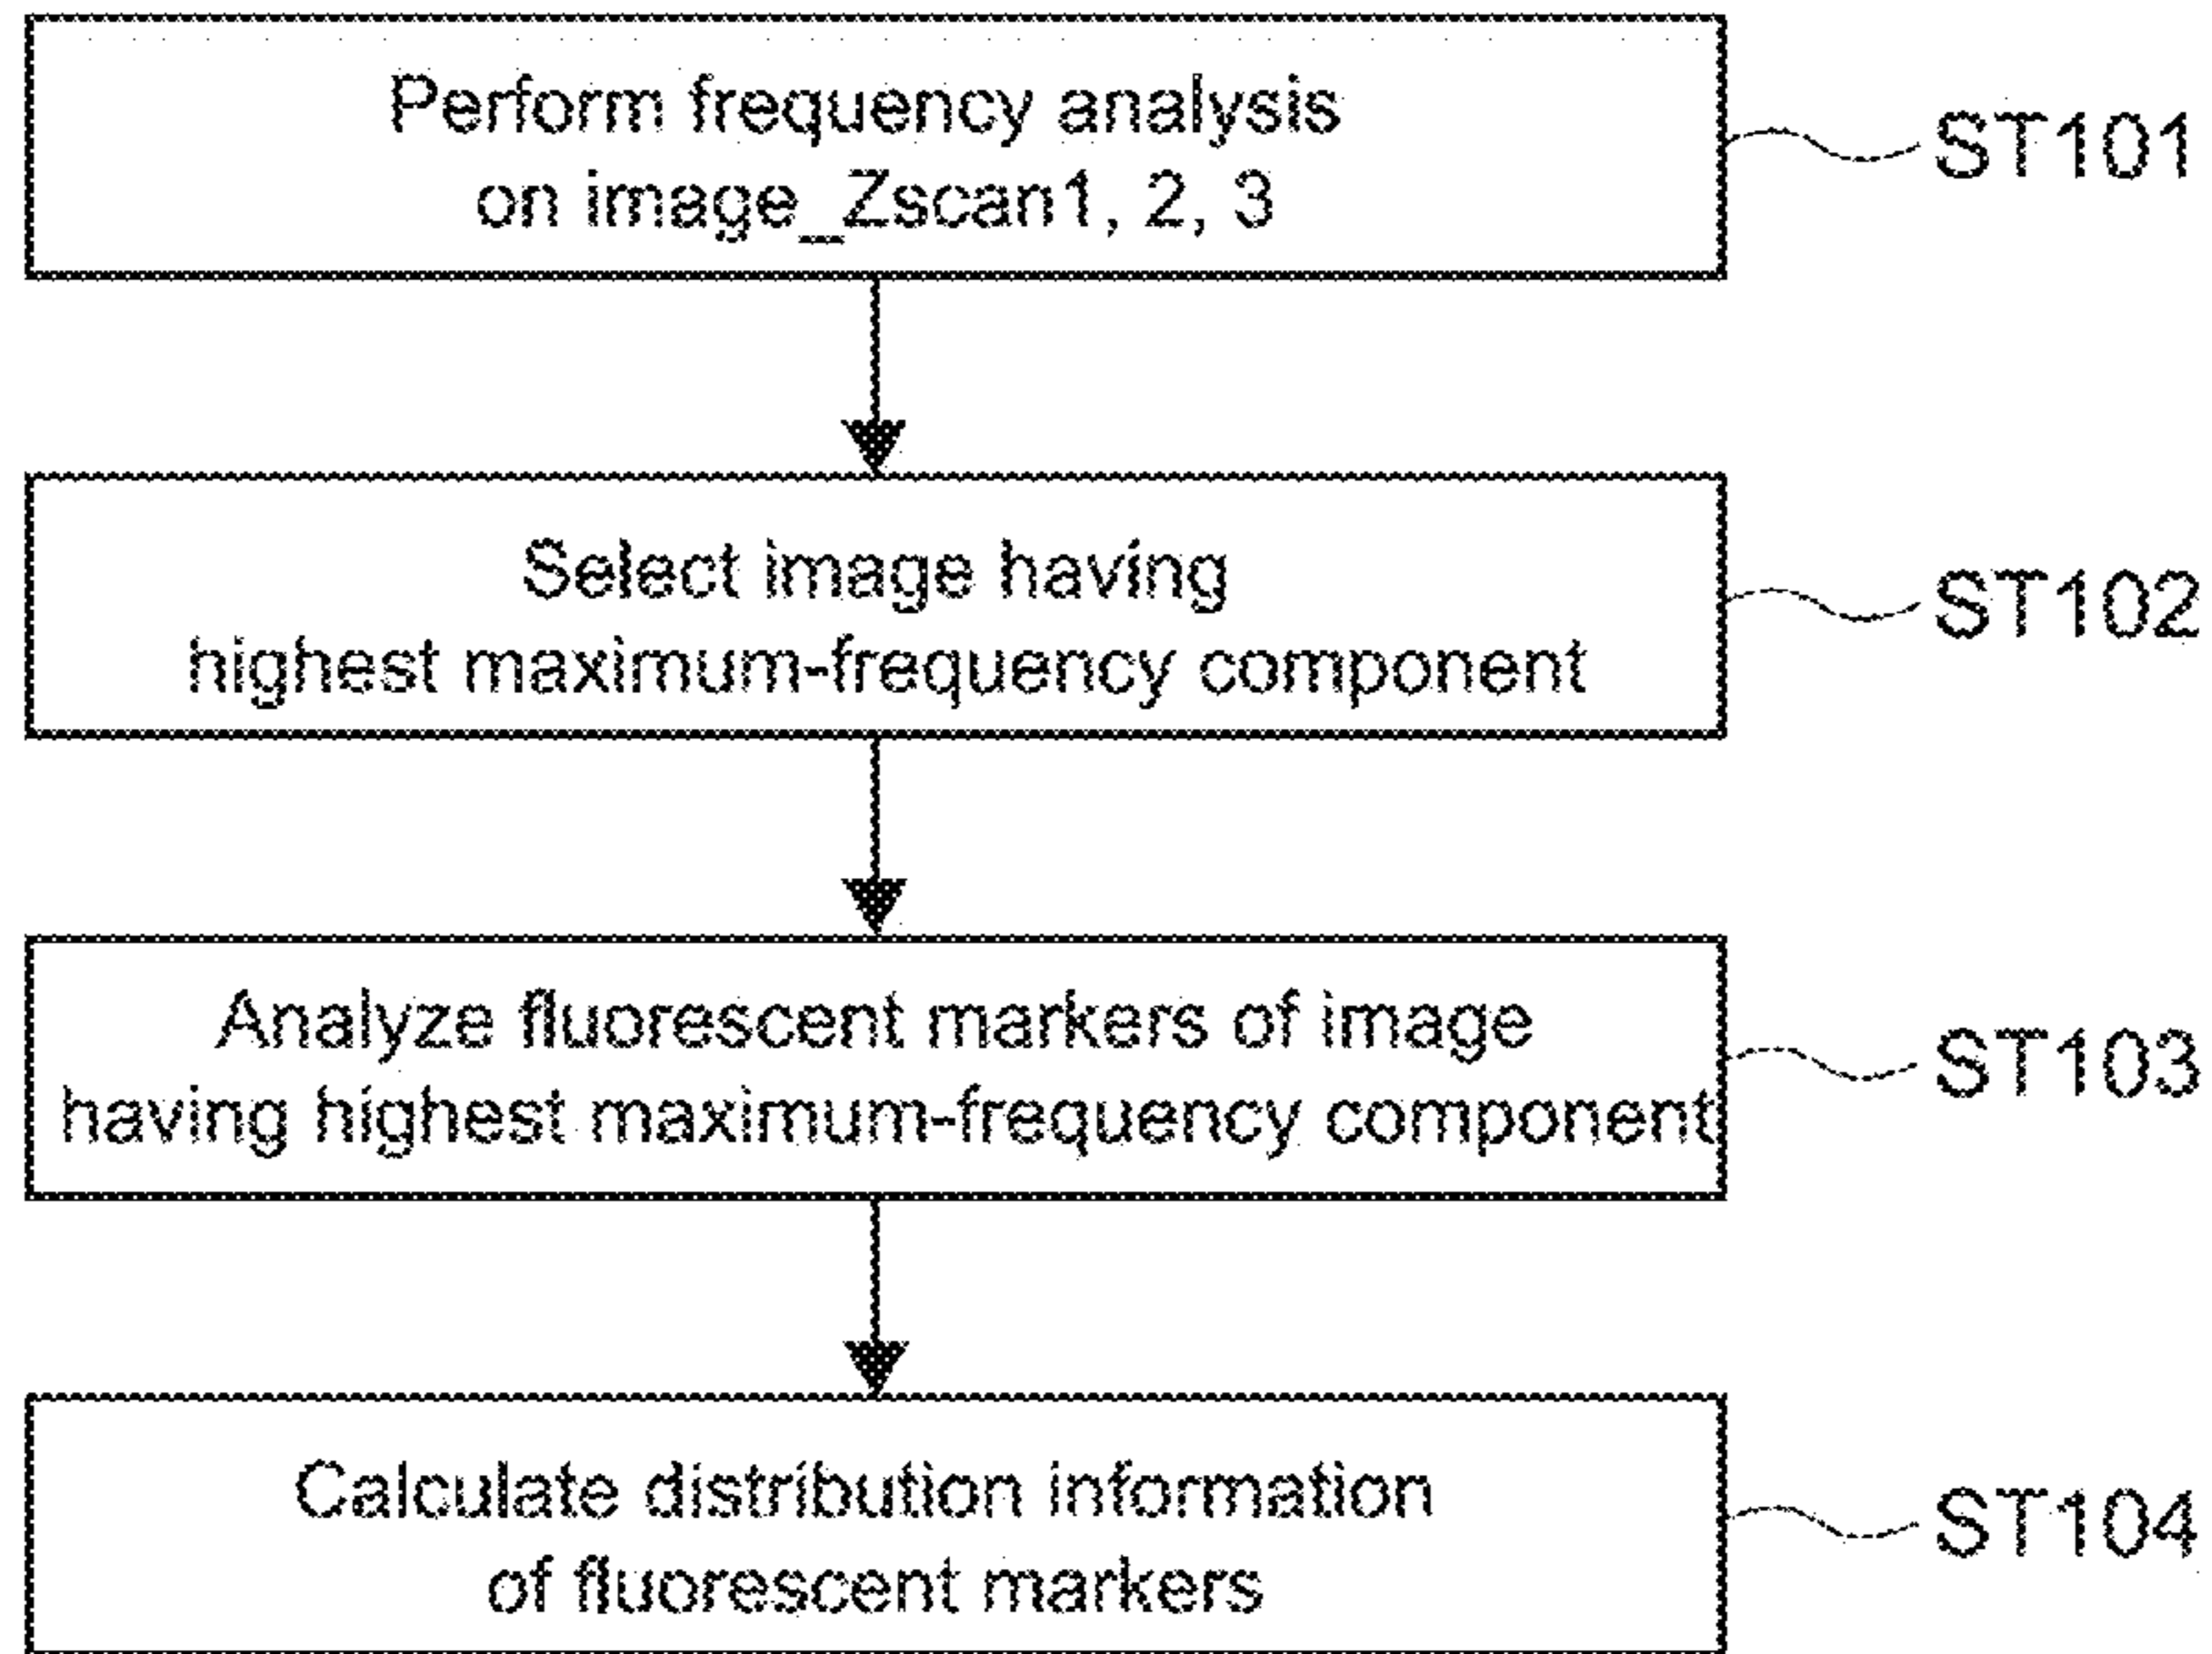 Perform frequency analysis
on image_Zscan1, 2, 3
ST101
Select image having
highest maximum-frequency component
ST102
Analyze fluorescent markers of image
having highest maximum-frequency component
ST103
Calculate distribution information
of fluorescent markers
ST104